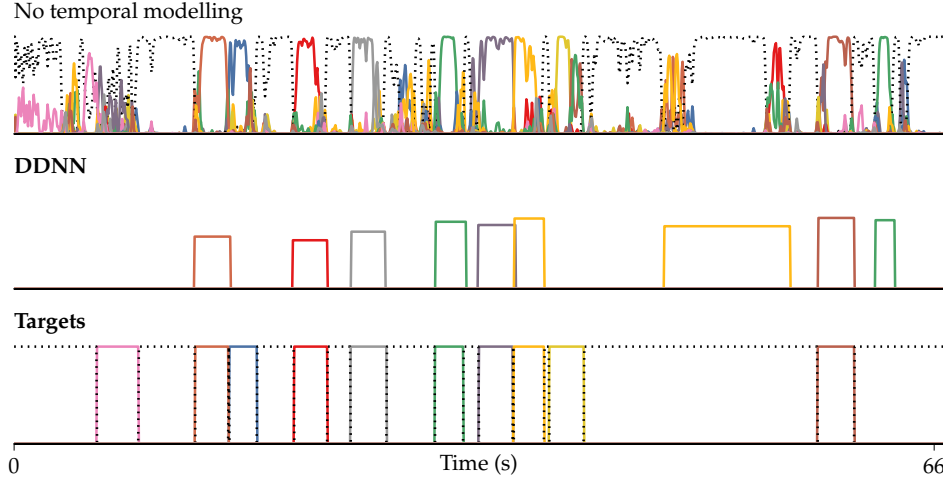 No temporal modelling
DDNN
Targets
0
Time (s)
66